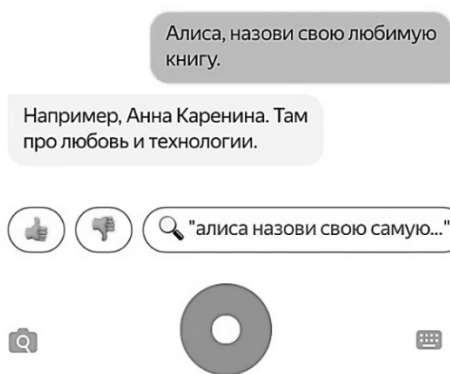 Алиса, назови свою любимую
книгу.
Например, Анна Каренина. Там
про любовь и технологии.
"алиса назови свою самую..."